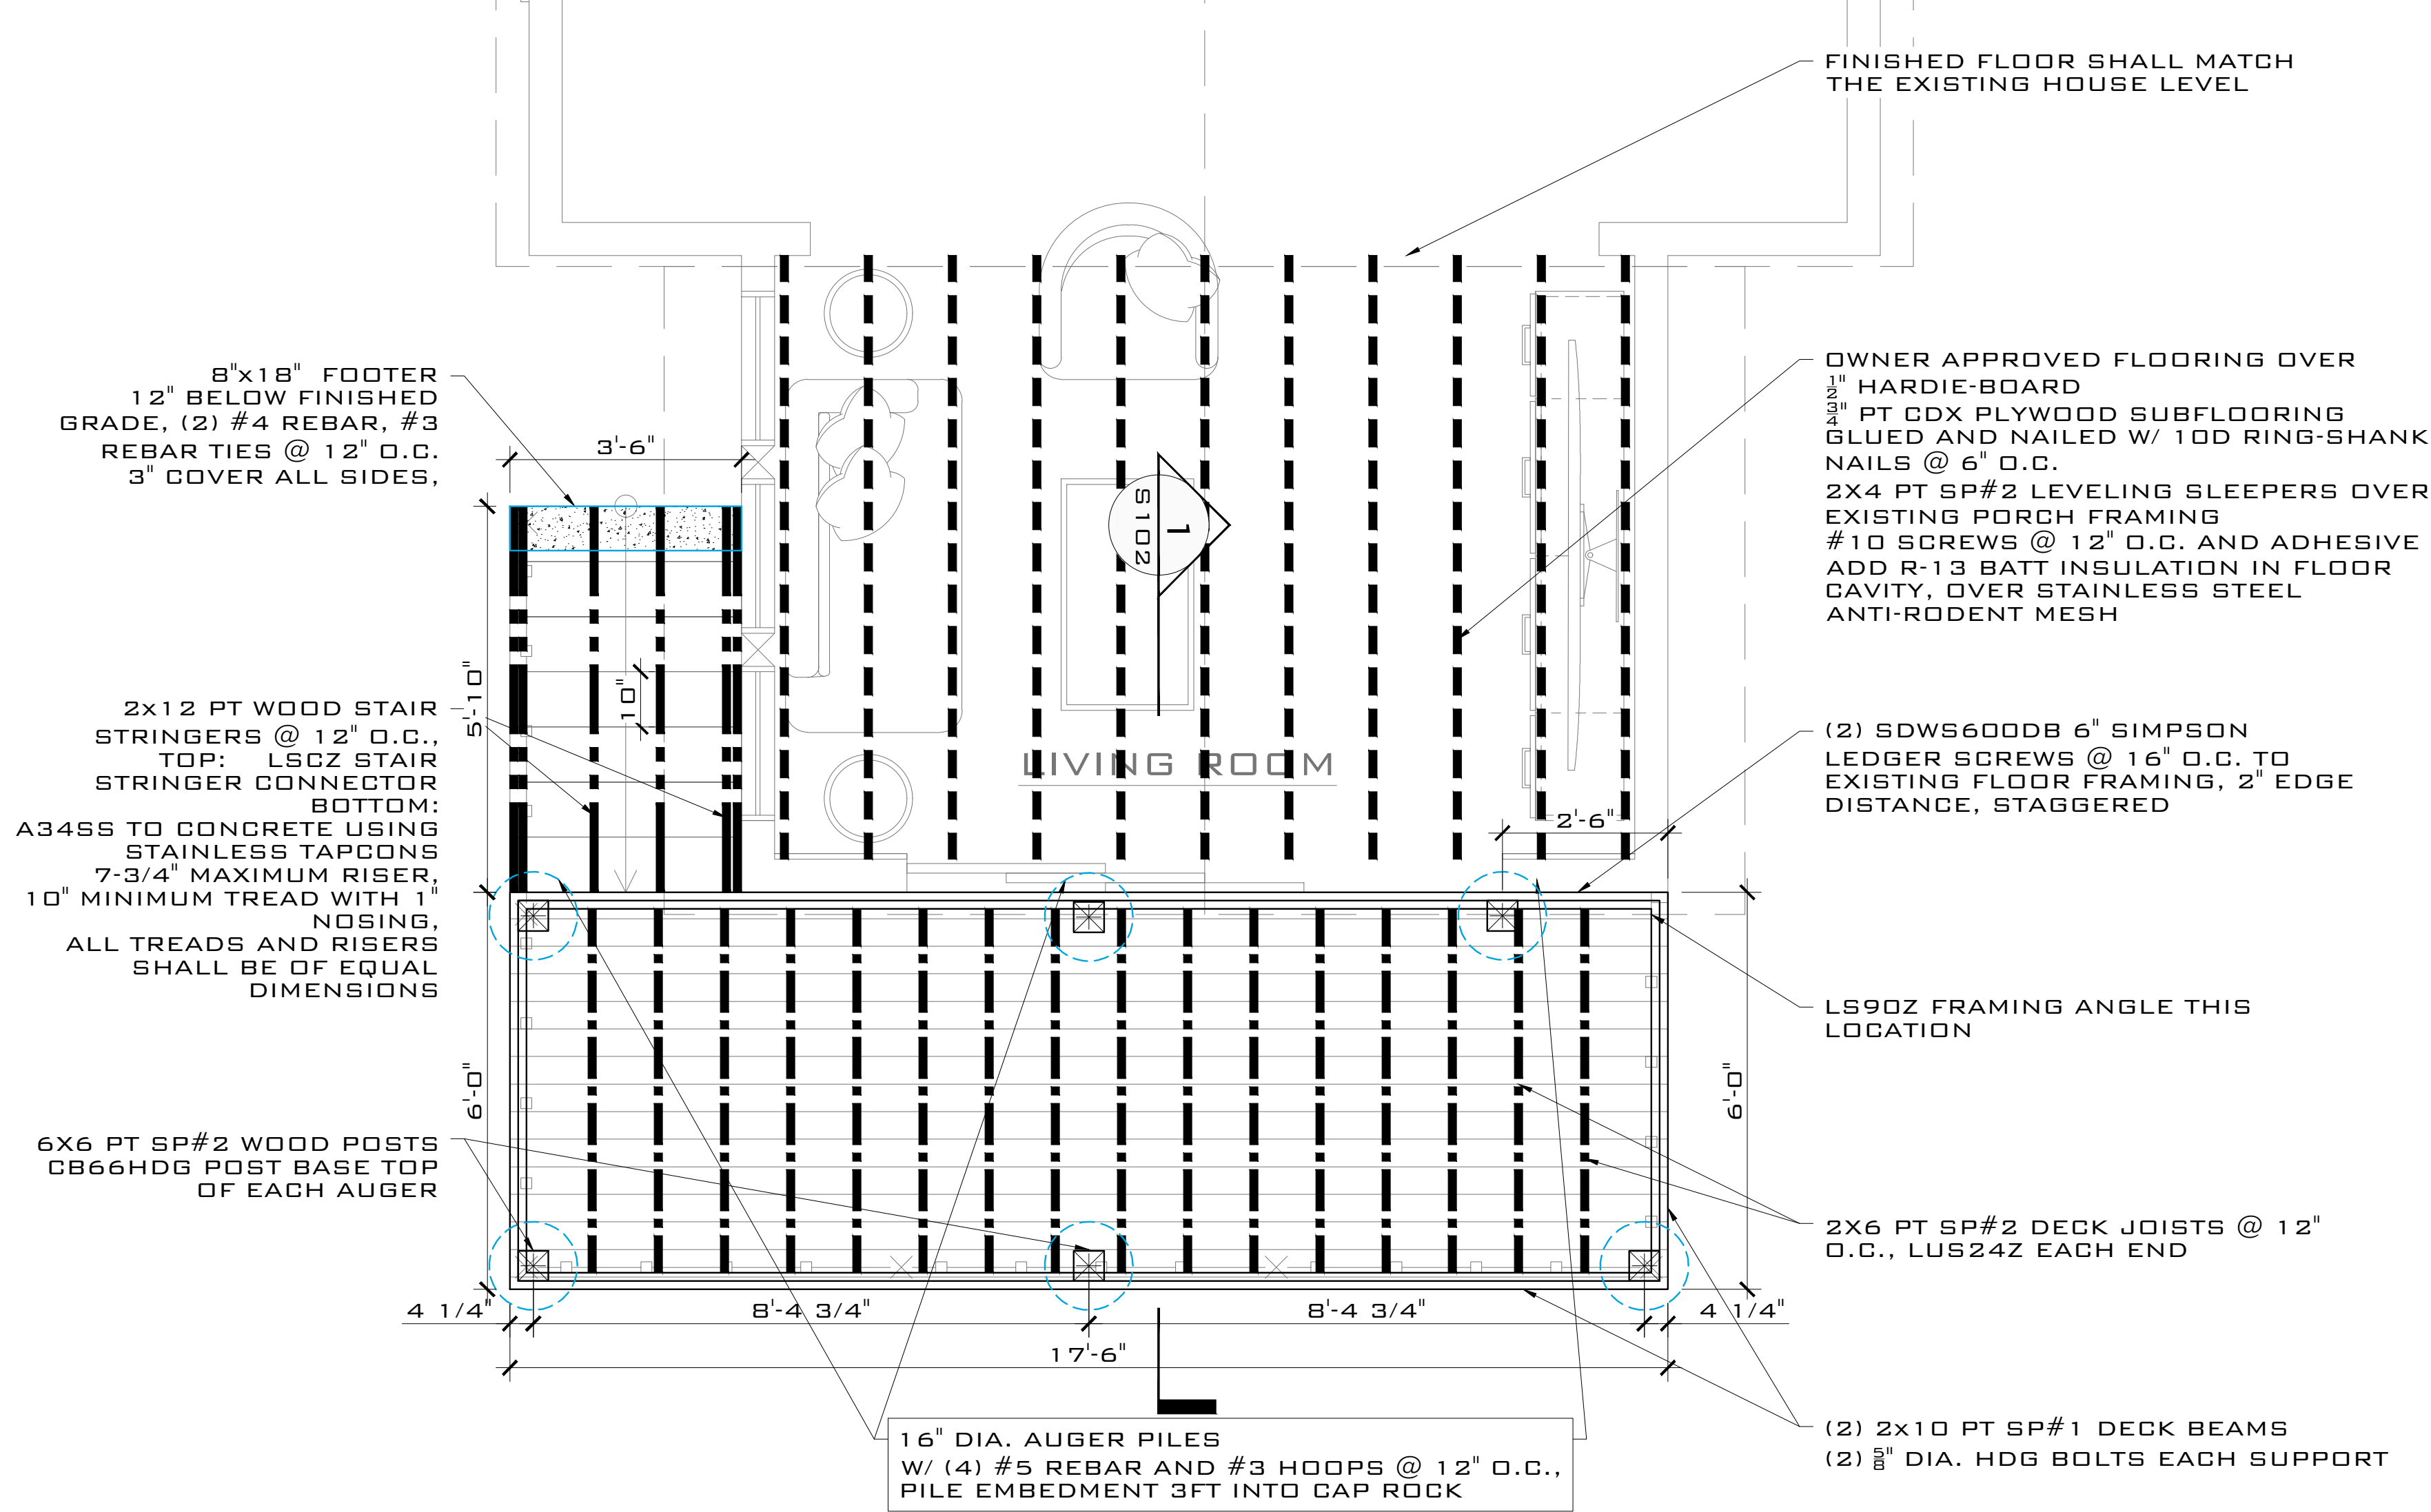 FINISHED FLOOR SHALL MATCH
THE EXISTING HOUSE LEVEL
8"x18" FOOTER
12" BELOW FINISHED
GRADE, (2) #4 REBAR, #3
REBAR TIES @ 12" O.C.
3" COVER ALL SIDES,
3'-6"
OWNER APPROVED FLOORING OVER
1/2" HARDIE-BOARD
3/4" PT CDX PLYWOOD SUBFLOORING
GLUED AND NAILED W/ 10D RING-SHANK
NAILS @ 6" O.C.
2X4 PT SP#2 LEVELING SLEEPERS OVER
EXISTING PORCH FRAMING
#10 SCREWS @ 12" O.C. AND ADHESIVE
ADD R-13 BATT INSULATION IN FLOOR
CAVITY, OVER STAINLESS STEEL
ANTI-RODENT MESH
1
S102
5'-10"
10"
2x12 PT WOOD STAIR
STRINGERS @ 12" O.C.,
TOP: LSCZ STAIR
STRINGER CONNECTOR
BOTTOM:
A34SS TO CONCRETE USING
STAINLESS TAPCONS
7-3/4" MAXIMUM RISER,
10" MINIMUM TREAD WITH 1"
NOSING,
ALL TREADS AND RISERS
SHALL BE OF EQUAL
DIMENSIONS
LIVING ROOM
(2) SDWS600DB 6" SIMPSON
LEDGER SCREWS @ 16" O.C. TO
EXISTING FLOOR FRAMING, 2" EDGE
DISTANCE, STAGGERED
2'-6"
LS90Z FRAMING ANGLE THIS
LOCATION
6'-0"
6'-0"
6X6 PT SP#2 WOOD POSTS
CB66HDG POST BASE TOP
OF EACH AUGER
2X6 PT SP#2 DECK JOISTS @ 12"
O.C., LUS24Z EACH END
4 1/4"
8'-4 3/4"
8'-4 3/4"
4 1/4"
17'-6"
16" DIA. AUGER PILES
W/ (4) #5 REBAR AND #3 HOOPS @ 12" O.C.,
PILE EMBEDMENT 3FT INTO CAP ROCK
(2) 2x10 PT SP#1 DECK BEAMS
(2) 5/8" DIA. HDG BOLTS EACH SUPPORT